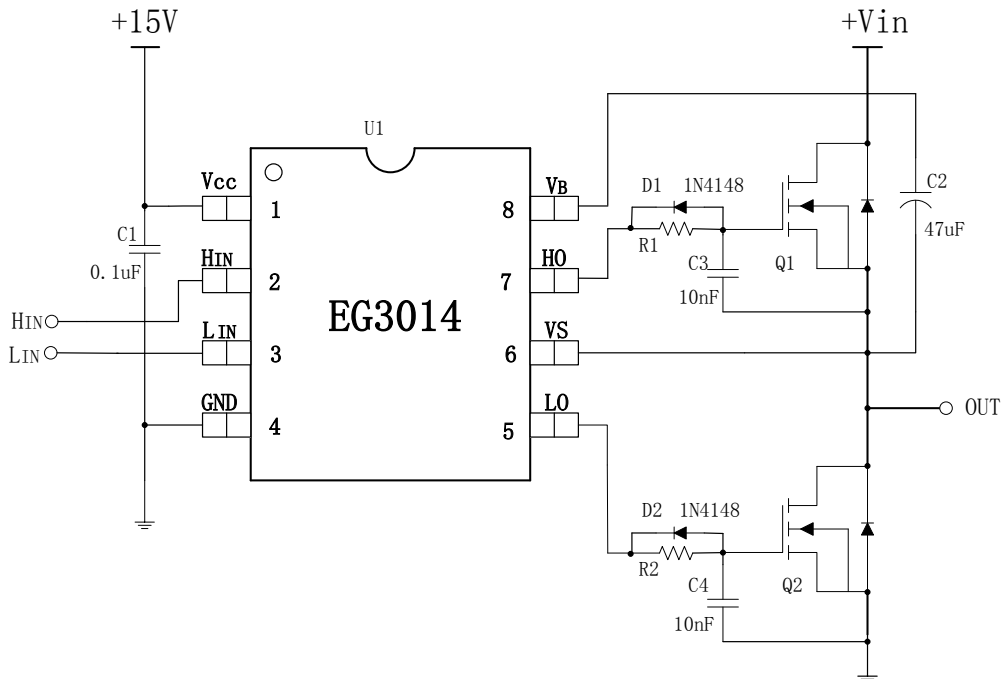 +15V
+Vin
U1
Vcc
1
VB
8
D1 1N4148
C2
47uF
R1
C1
0.1uF
HIN
2
HO
7
C3
10nF
Q1
EG3014
HIN
LIN
LIN
3
VS
6
OUT
GND
4
LO
5
D2 1N4148
R2
C4
10nF
Q2